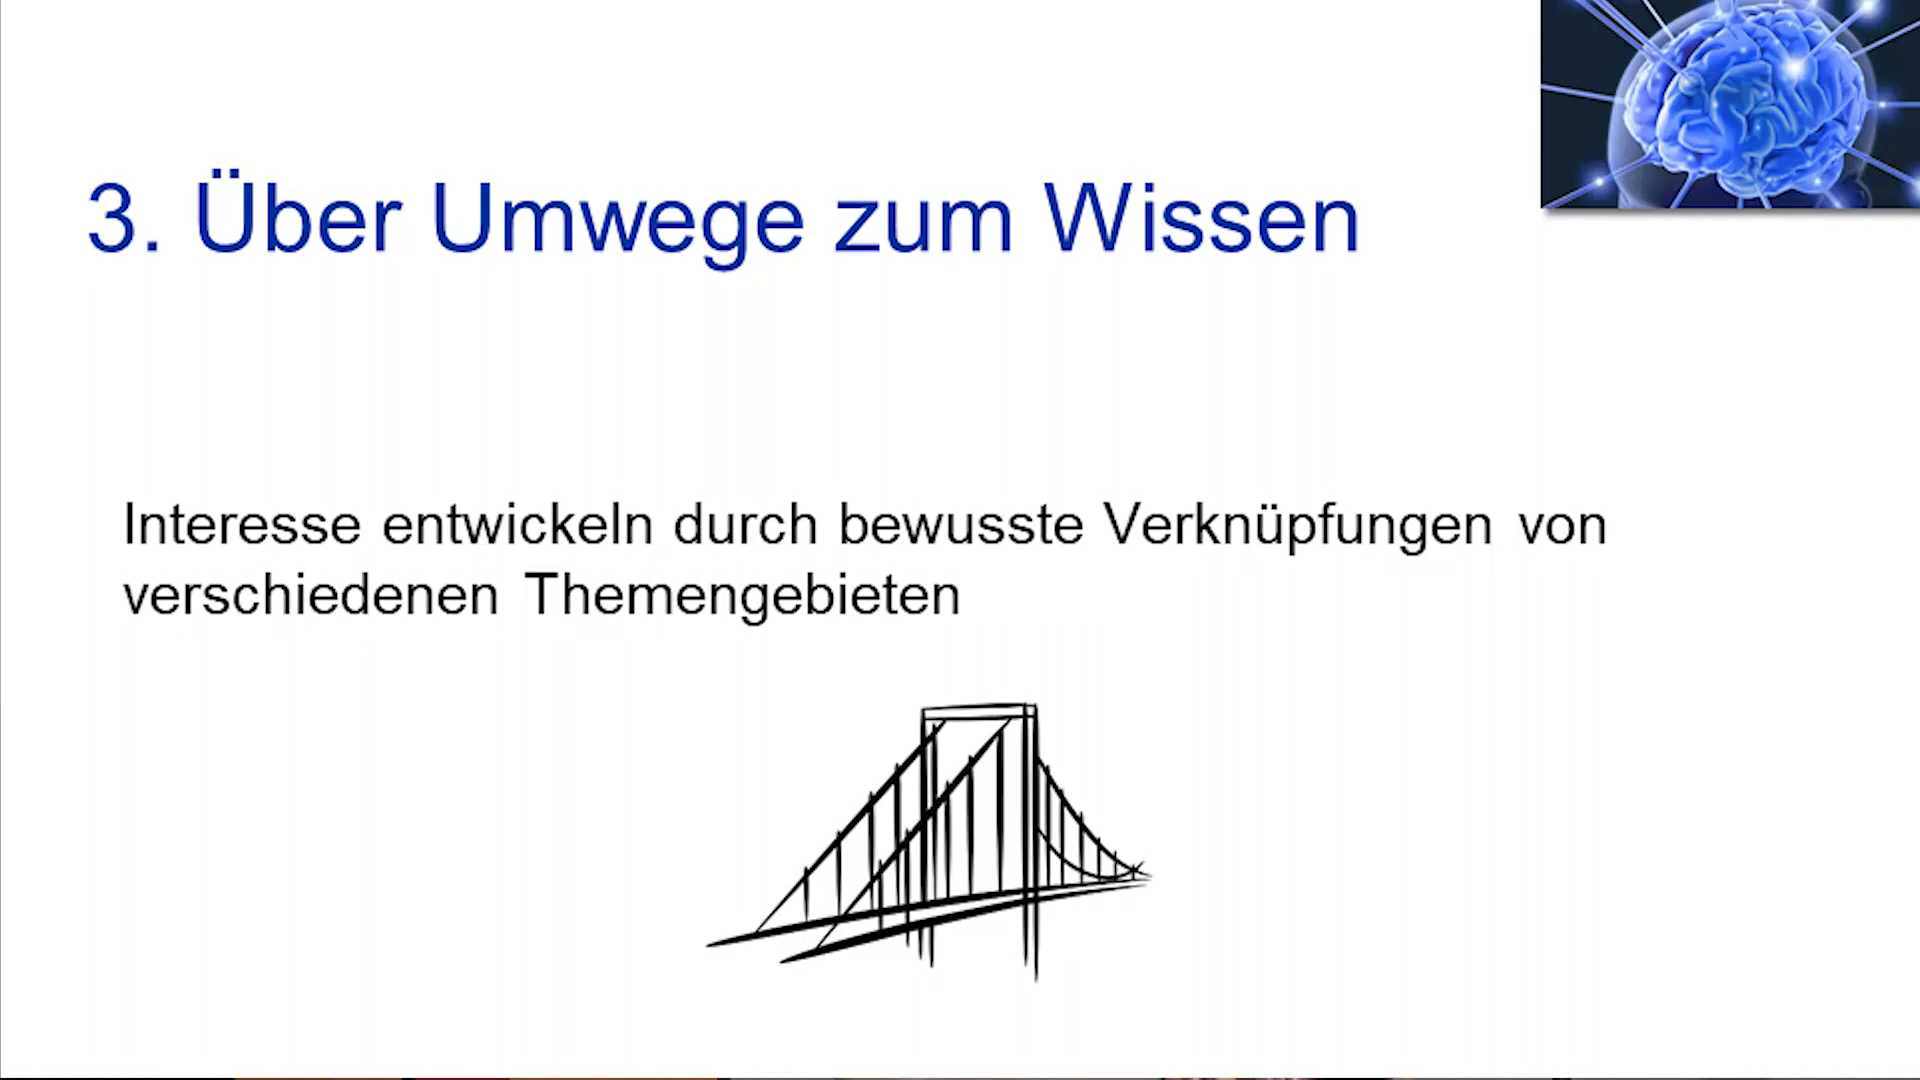 3. Über Umwege zum Wissen
Interesse entwickeln durch bewusste Verknüpfungen von
verschiedenen Themengebieten